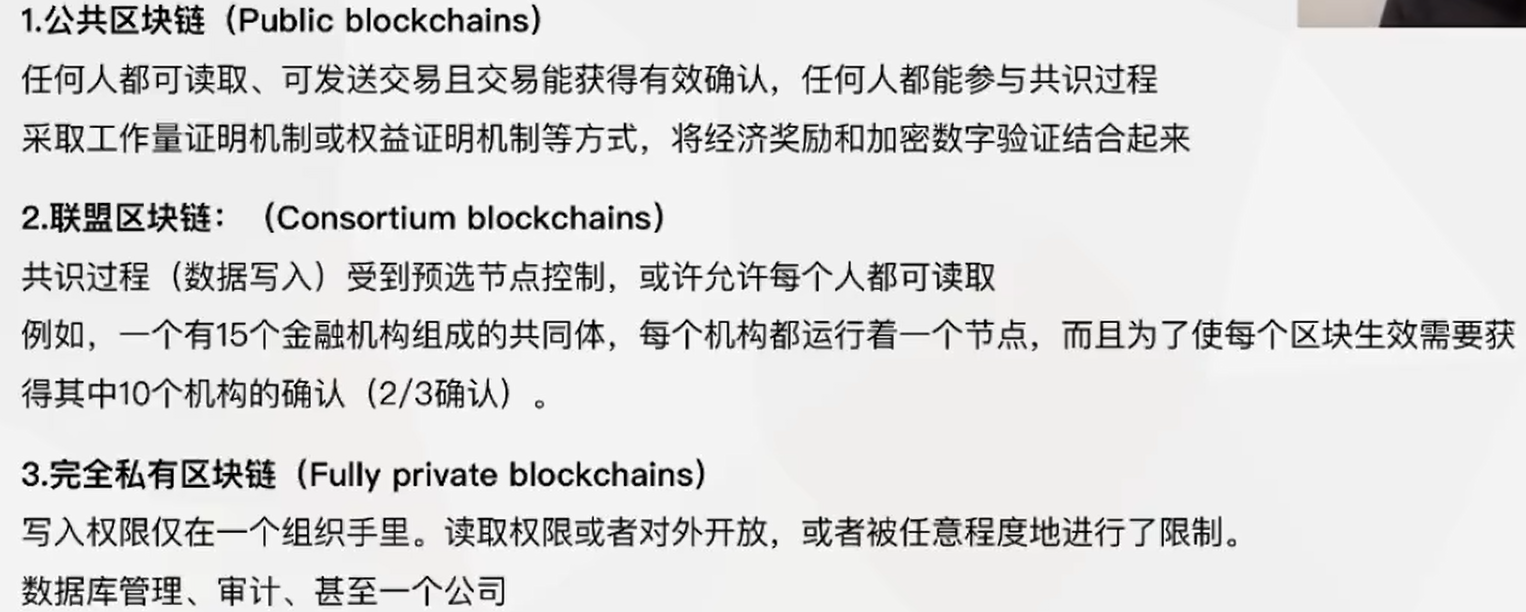 1.公共区块链（Public blockchains）
任何人都可读取、可发送交易且交易能获得有效确认，任何人都能参与共识过程
采取工作量证明机制或权益证明机制等方式，将经济奖励和加密数字验证结合起来
2.联盟区块链：（Consortium blockchains）
共识过程（数据写入）受到预选节点控制，或许允许每个人都可读取
例如，一个有15个金融机构组成的共同体，每个机构都运行着一个节点，而且为了使每个区块生效需要获
得其中10个机构的确认（2/3确认）。
3.完全私有区块链（Fully private blockchains）
写入权限仅在一个组织手里。读取权限或者对外开放，或者被任意程度地进行了限制。
数据库管理、审计、甚至一个公司